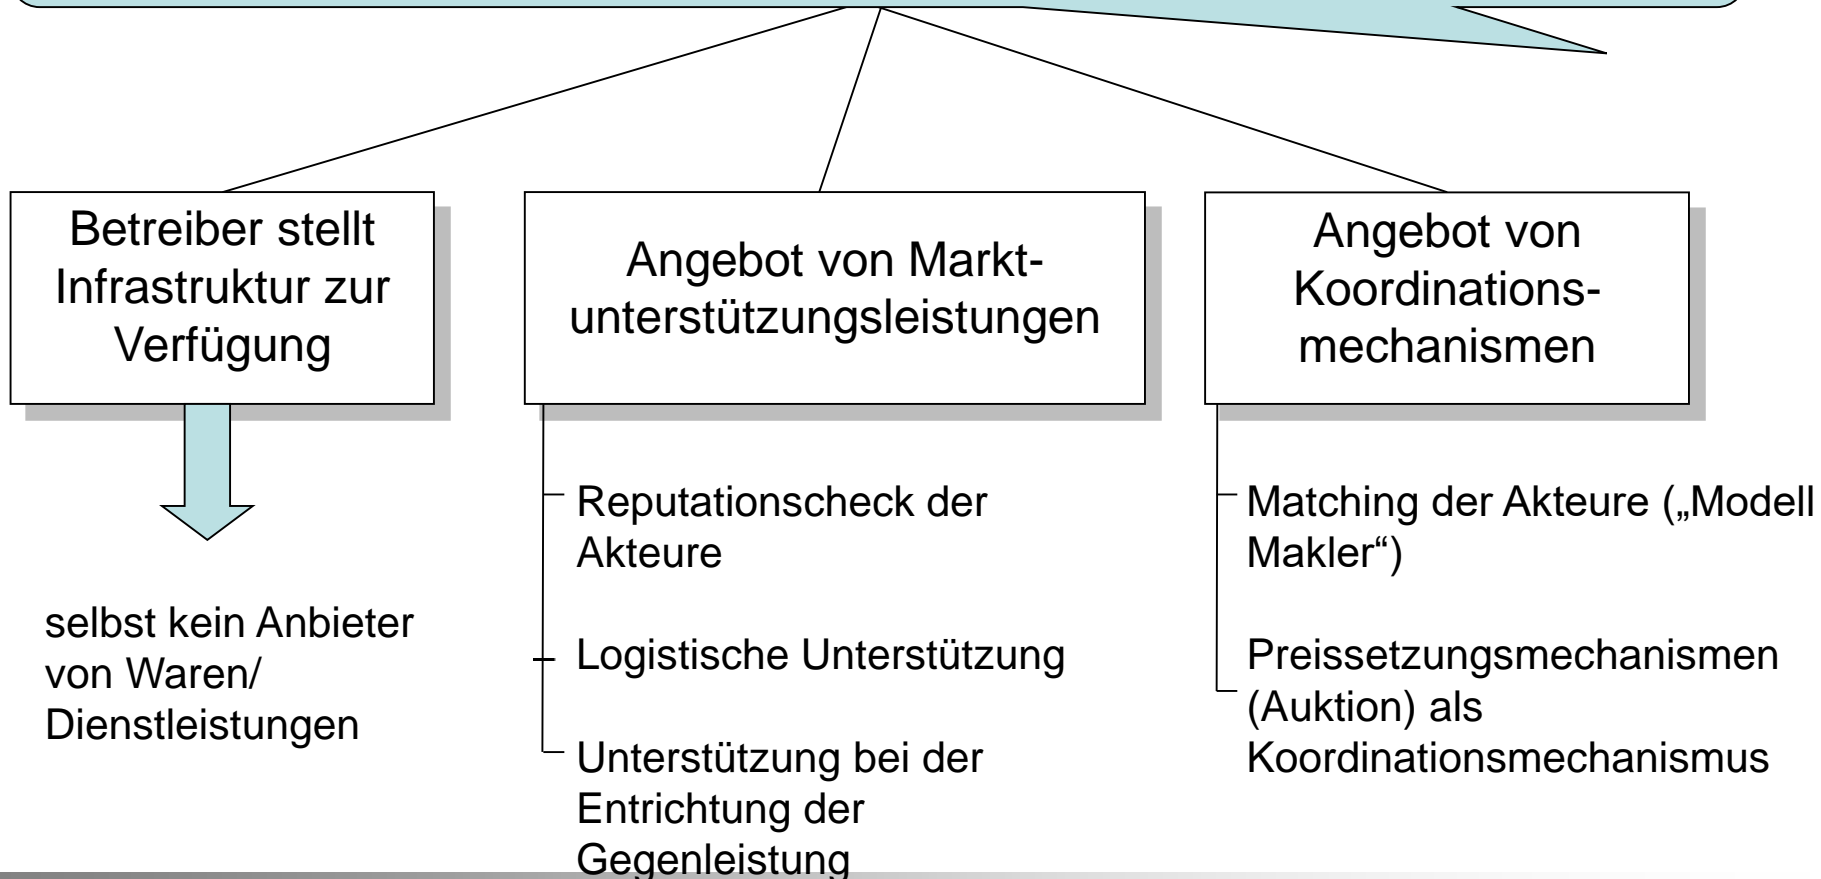 Betreiber stellt
Infrastruktur zur
Verfügung
Angebot von Markt-
unterstützungsleistungen
Angebot von
Koordinations-
mechanismen
selbst kein Anbieter
von Waren/
Dienstleistungen
Reputationscheck der
Akteure
Logistische Unterstützung
Unterstützung bei der
Entrichtung der
Gegenleistung
Matching der Akteure („Modell
Makler“)
Preissetzungsmechanismen
(Auktion) als
Koordinationsmechanismus